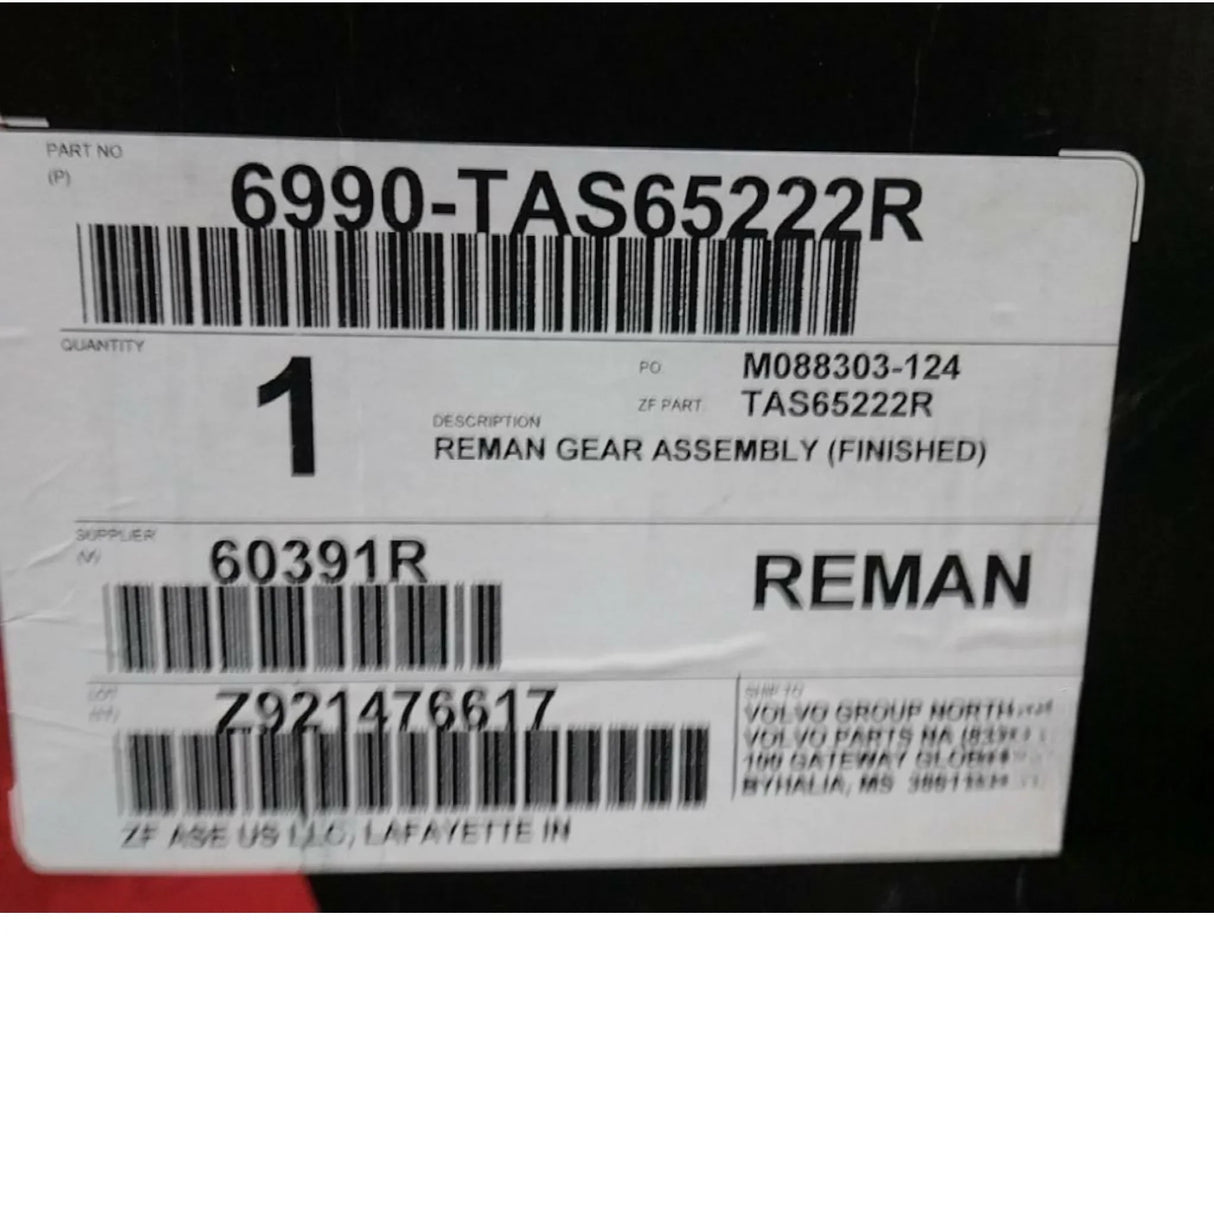 PART NO
(P)
6990-TAS65222R
QUANTITY
1
PO
M088303-124
ZF PART
TAS65222R
DESCRIPTION
REMAN GEAR ASSEMBLY (FINISHED)
SUPPLIER
(V)
60391R
REMAN
Z921476617
SHIP TO
VOLVO GROUP NORTH
VOLVO PARTS NA
100 GATEWAY
BYHALIA, MS
ZF ASE US LLC, LAFAYETTE IN